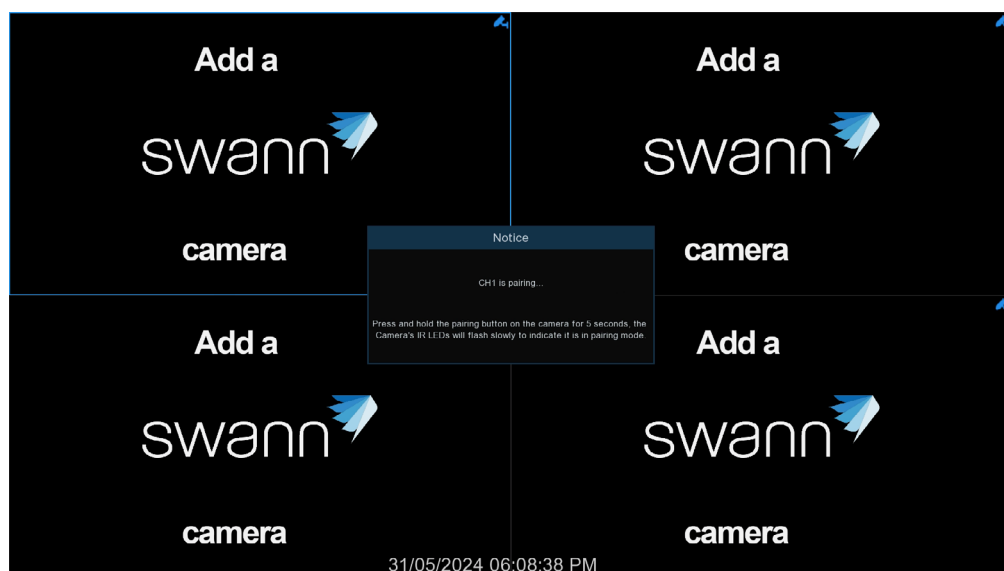 Add a
swann
camera
Add a
swann
camera
Notice
CH1 is pairing...
Press and hold the pairing button on the camera for 5 seconds, the
Camera's IR LEDs will flash slowly to indicate it is in pairing mode.
Add a
swann
camera
Add a
swann
camera
31/05/2024 06:08:38 PM